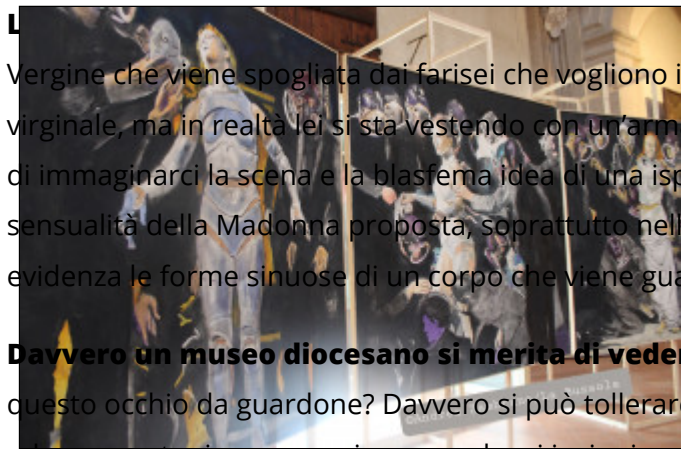 L
Vergine che viene spogliata dai farisei che vogliono i
virginale, ma in realtà lei si sta vestendo con un’arm
di immaginarci la scena e la blasfema idea di una isp
sensualità della Madonna proposta, soprattutto nell
evidenza le forme sinuose di un corpo che viene gua
Davvero un museo diocesano si merita di veder
questo occhio da guardone? Davvero si può tollerare